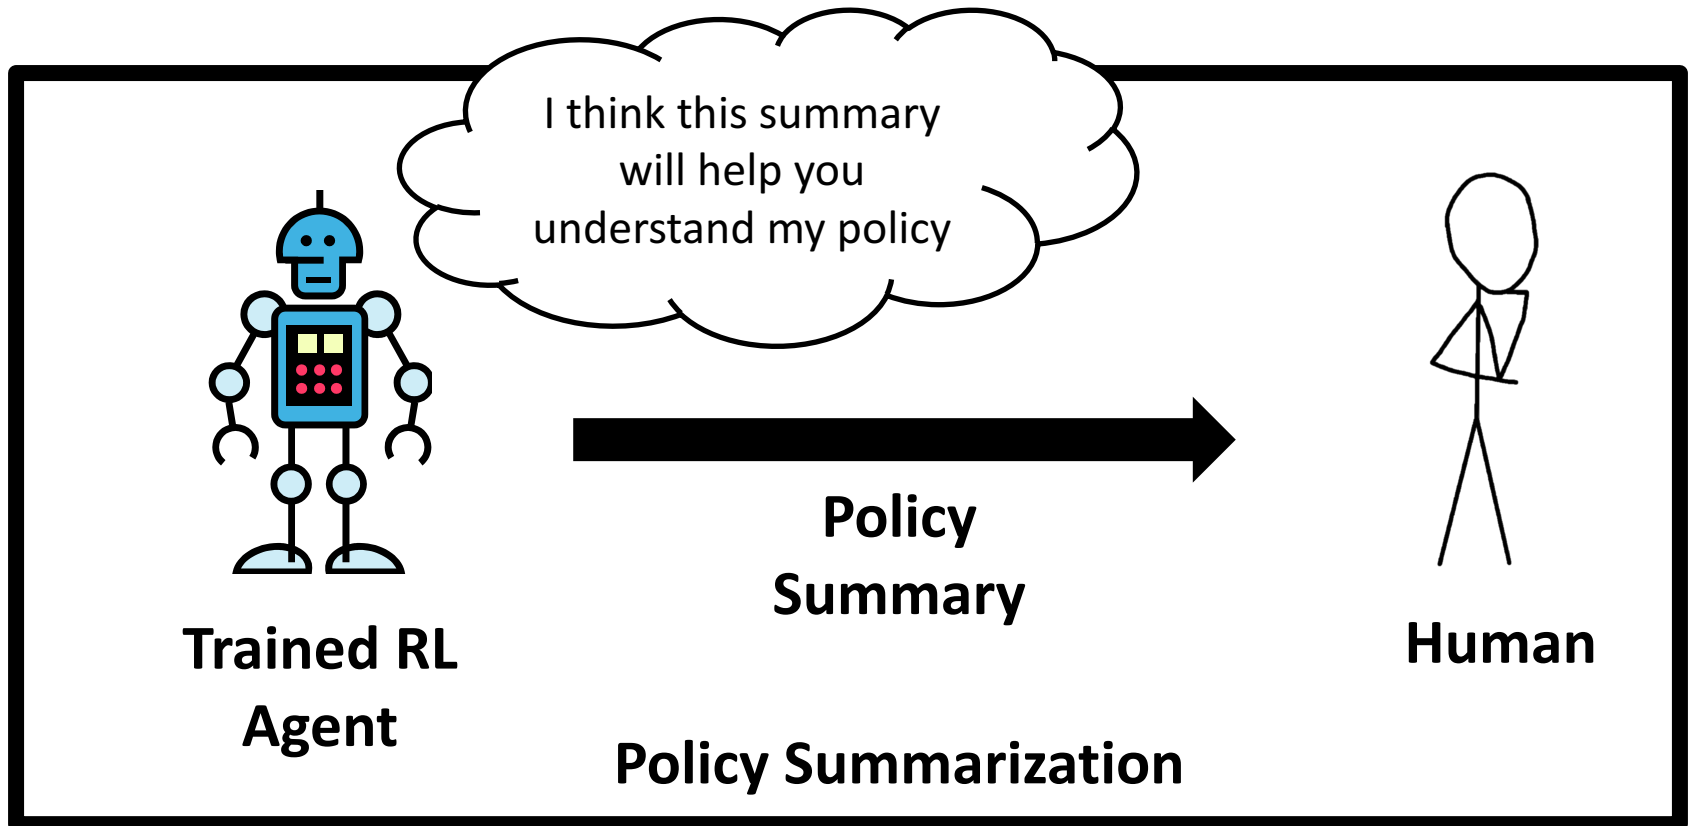 I think this summary
will help you
understand my policy
Policy
Summary
Trained RL
Agent
Human
Policy Summarization